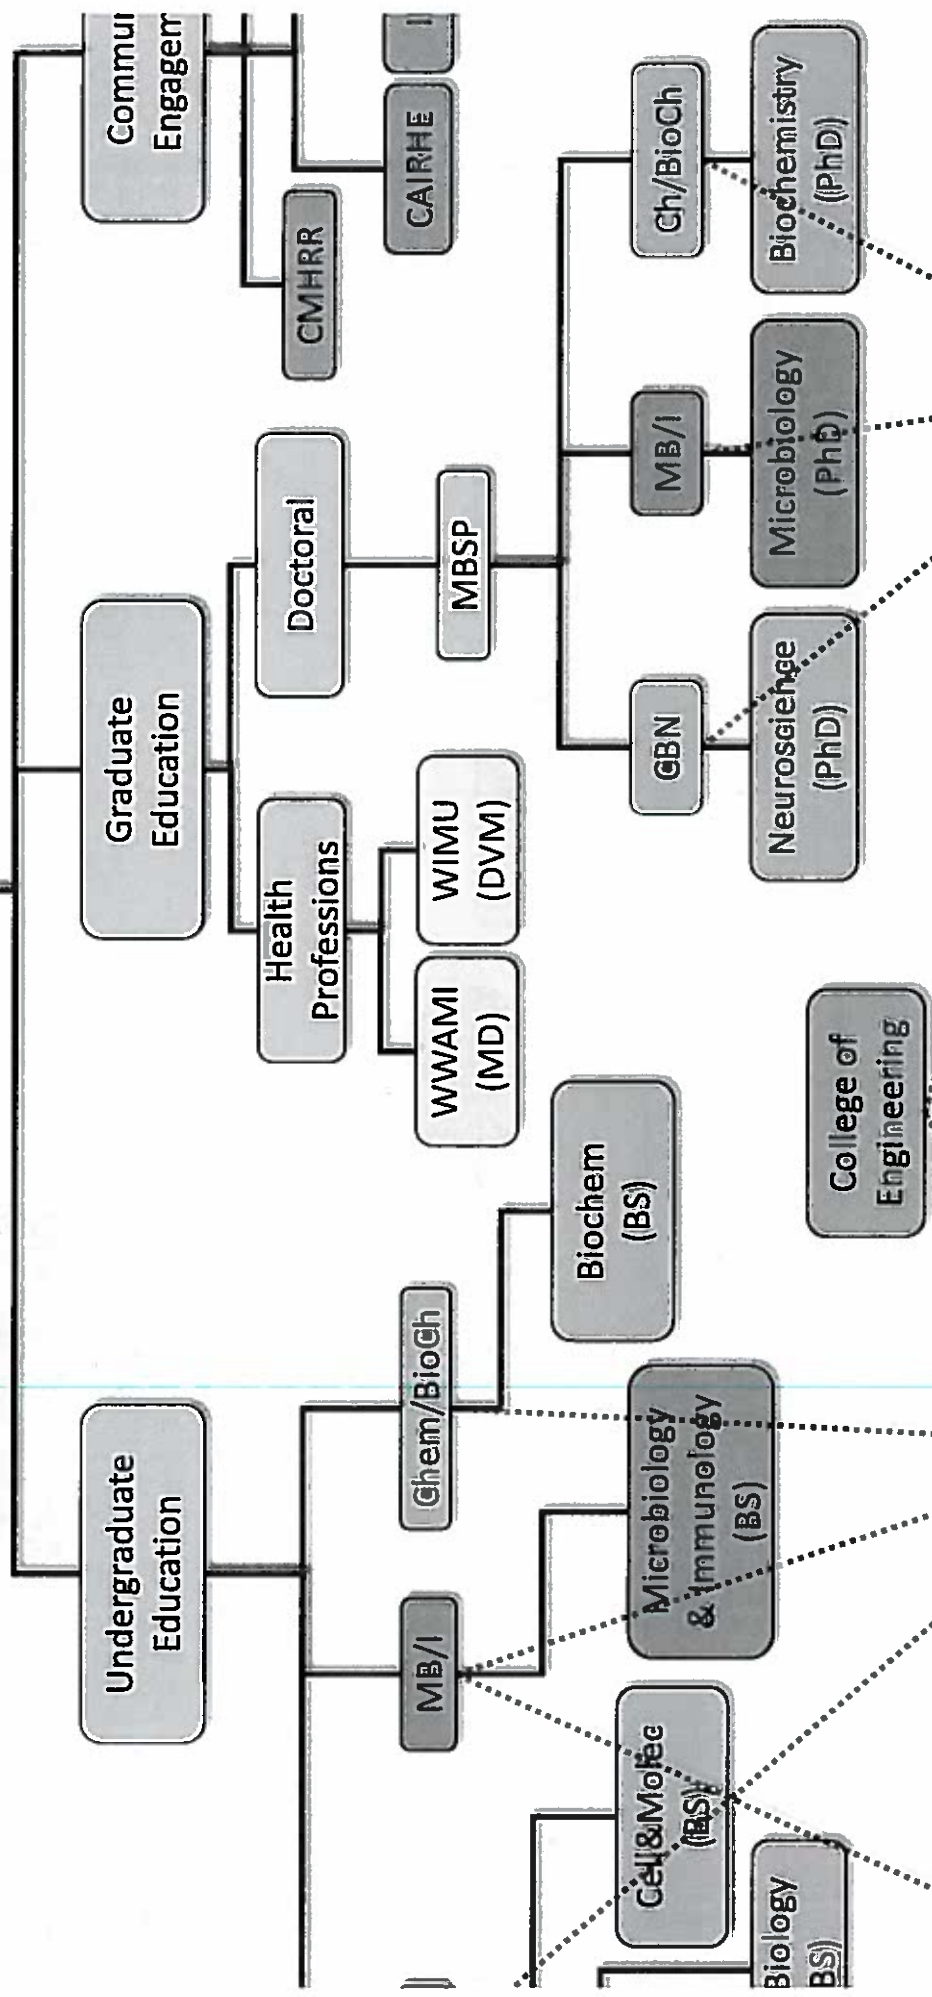 Undergraduate
Education
Graduate
Education
Commu
Engagem
Health
Professions
Doctoral
CMHRR
CAIRHE
MB/I
Chem/BioCh
WWAMI
(MD)
WIMU
(DVM)
MBSP
Biochem
(BS)
Cell&Molec
(BS)
Microbiology
& Immunology
(BS)
CBN
MB/I
Ch/BioCh
Biology
BS)
Neuroscience
(PhD)
Microbiology
(PhD)
Biochemistry
(PhD)
College of
Engineering